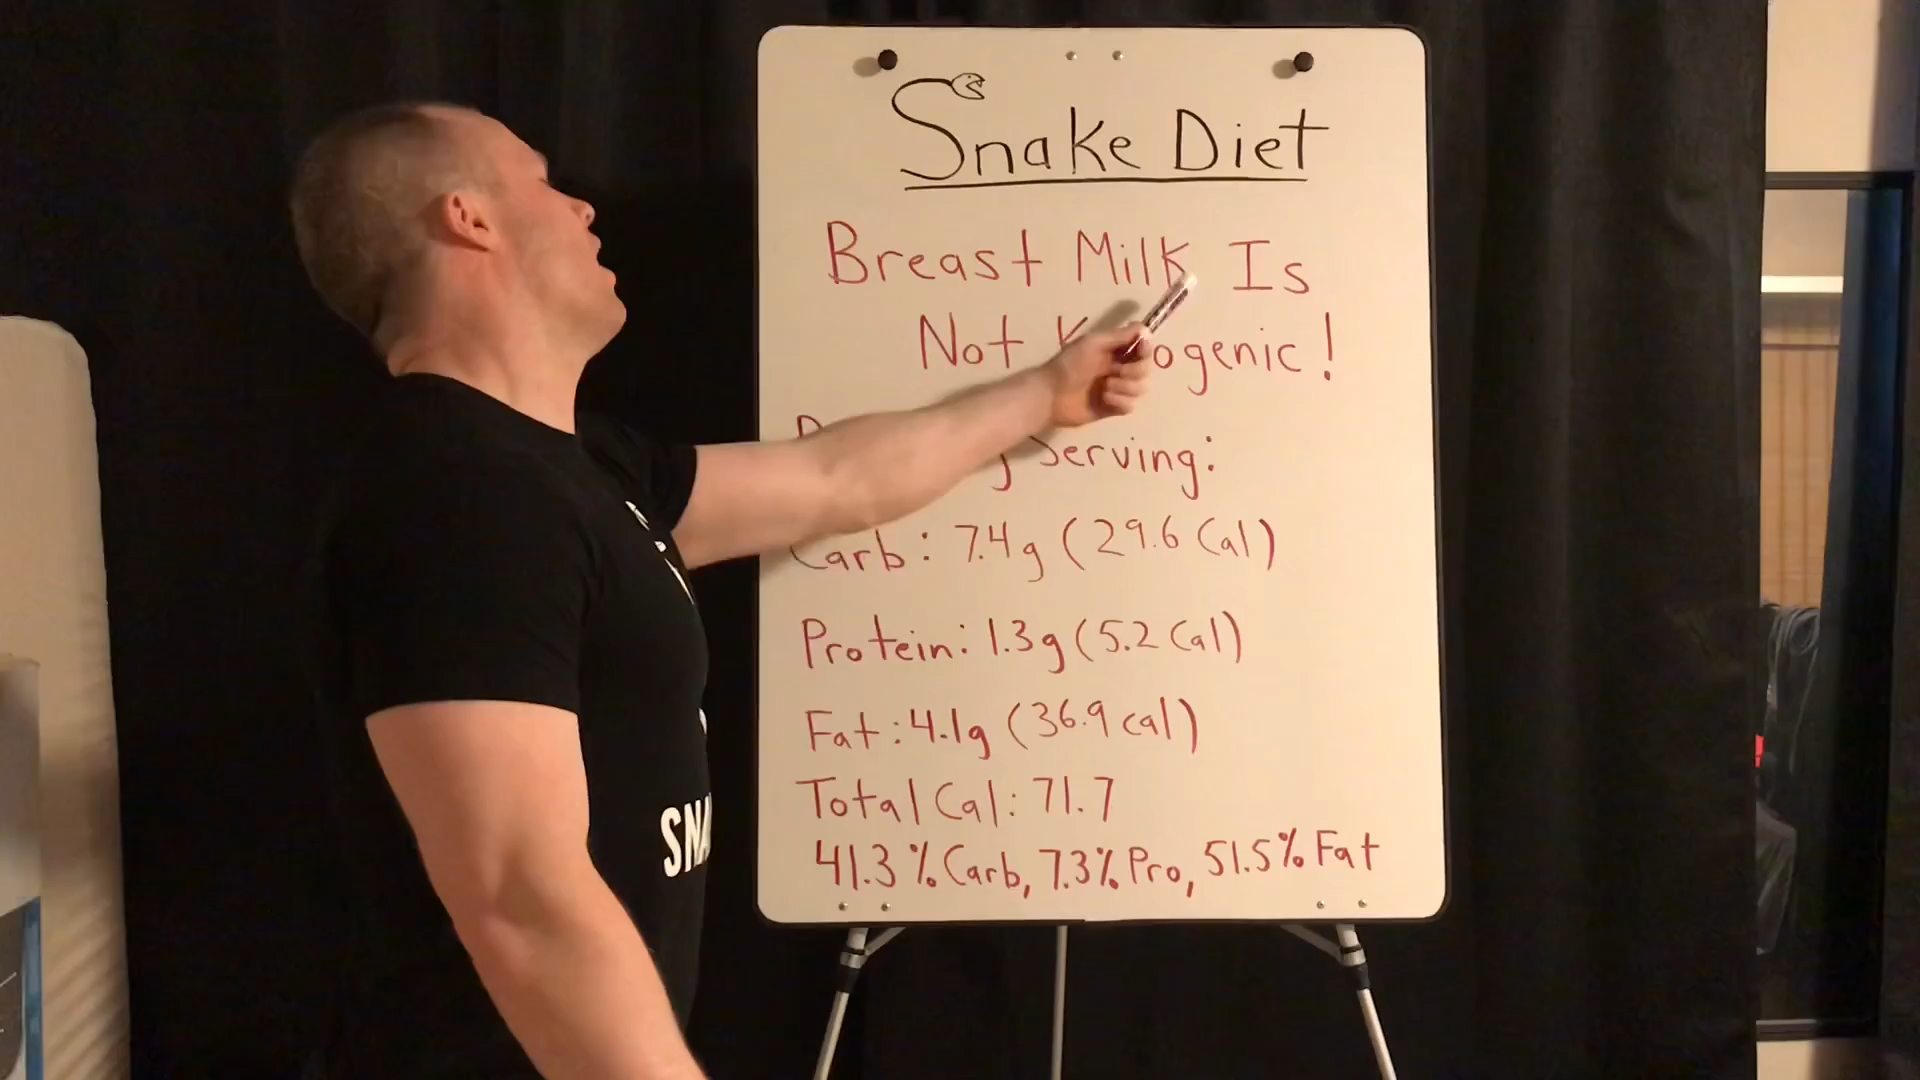 Snake Diet
Breast Milk Is
Not ogenic!
Serving:
Carb: 7.4g (29.6 Cal)
Protein: 1.3g (5.2 Cal)
Fat: 4.1g (36.9 cal)
Total Cal: 71.7
41.3% Carb, 7.3% Pro, 51.5% Fat
SNA